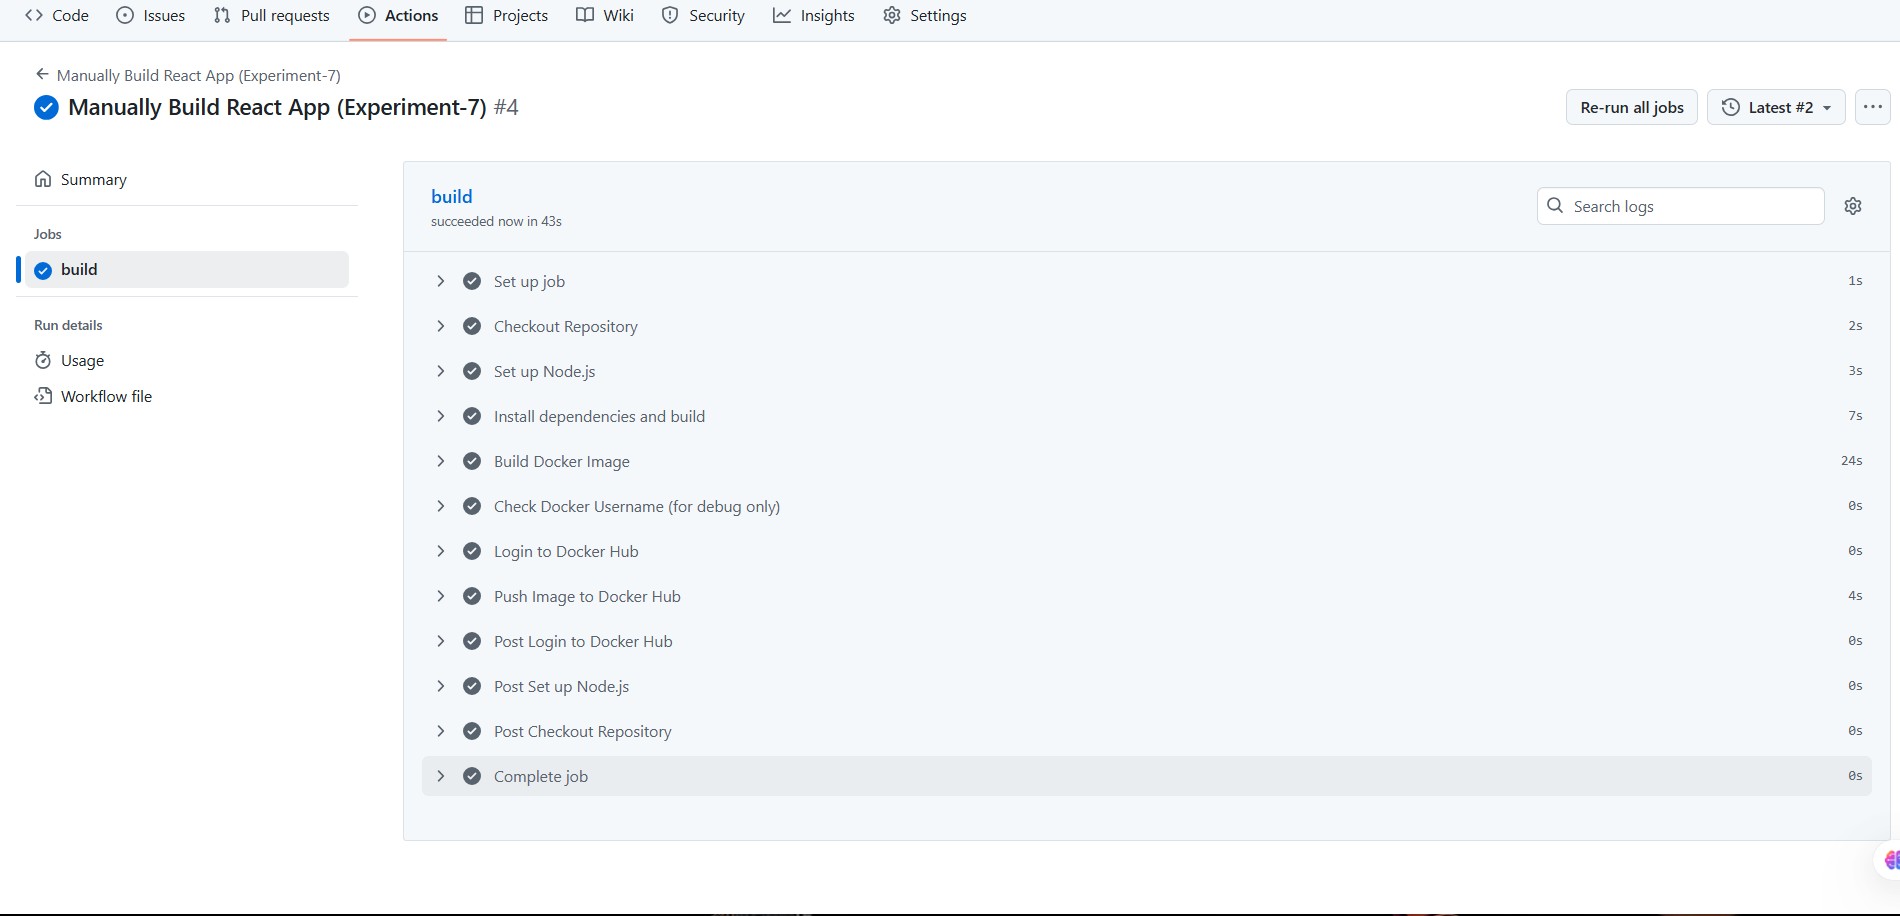 Code Issues Pull requests Actions Projects Wiki Security Insights Settings
Manually Build React App (Experiment-7)
Manually Build React App (Experiment-7) #4
Re-run all jobs Latest #2
Summary
Jobs
build
Run details
Usage
Workflow file
build
succeeded now in 43s
Search logs
Set up job 1s
Checkout Repository 2s
Set up Node.js 3s
Install dependencies and build 7s
Build Docker Image 24s
Check Docker Username (for debug only) 0s
Login to Docker Hub 0s
Push Image to Docker Hub 4s
Post Login to Docker Hub 0s
Post Set up Node.js 0s
Post Checkout Repository 0s
Complete job 0s